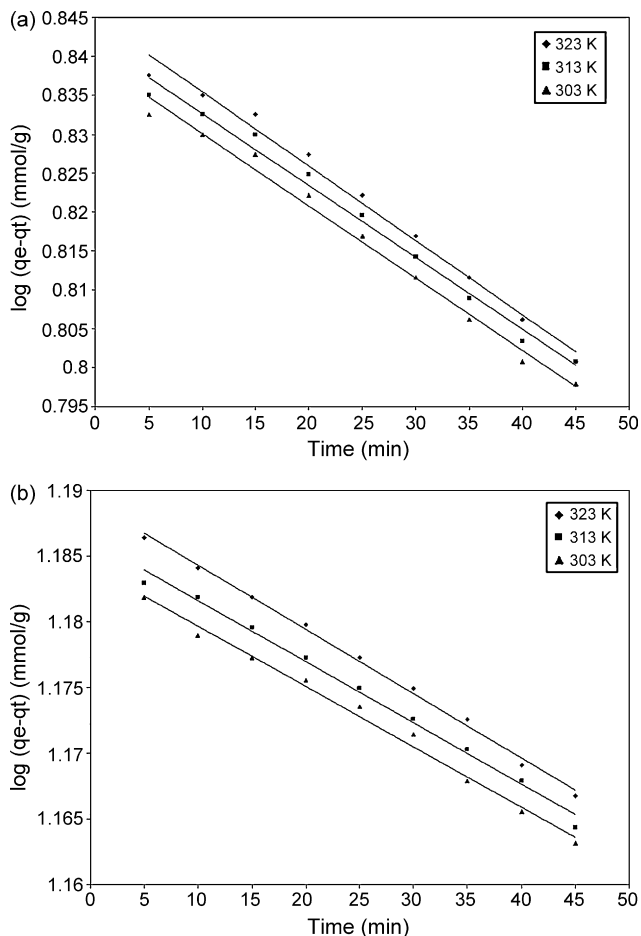 (a)
0.845
0.84
0.835
0.83
0.825
0.82
0.815
0.81
0.805
0.8
0.795
log (qe-qt) (mmol/g)
323 K
313 K
303 K
0 5 10 15 20 25 30 35 40 45 50
Time (min)
(b)
1.19
1.185
1.18
1.175
1.17
1.165
1.16
log (qe-qt) (mmol/g)
323 K
313 K
303 K
0 5 10 15 20 25 30 35 40 45 50
Time (min)